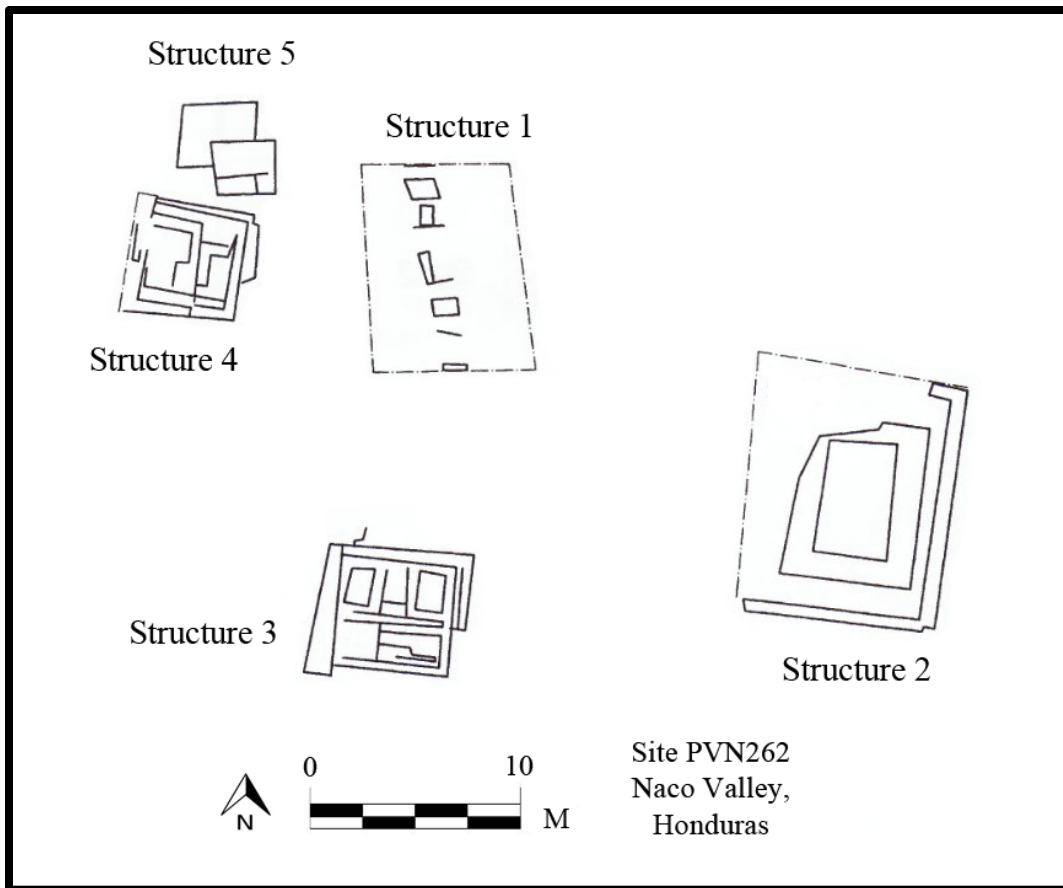 Structure 5
Structure 1
Structure 4
Structure 3
Structure 2
0 10
M
N
Site PVN262
Naco Valley,
Honduras